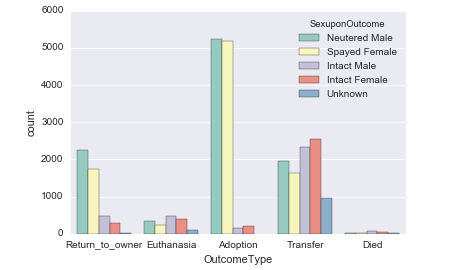 6000
5000
4000
3000
2000
1000
0
count
SexuponOutcome
Neutered Male
Spayed Female
Intact Male
Intact Female
Unknown
Return_to_owner Euthanasia Adoption Transfer Died
OutcomeType